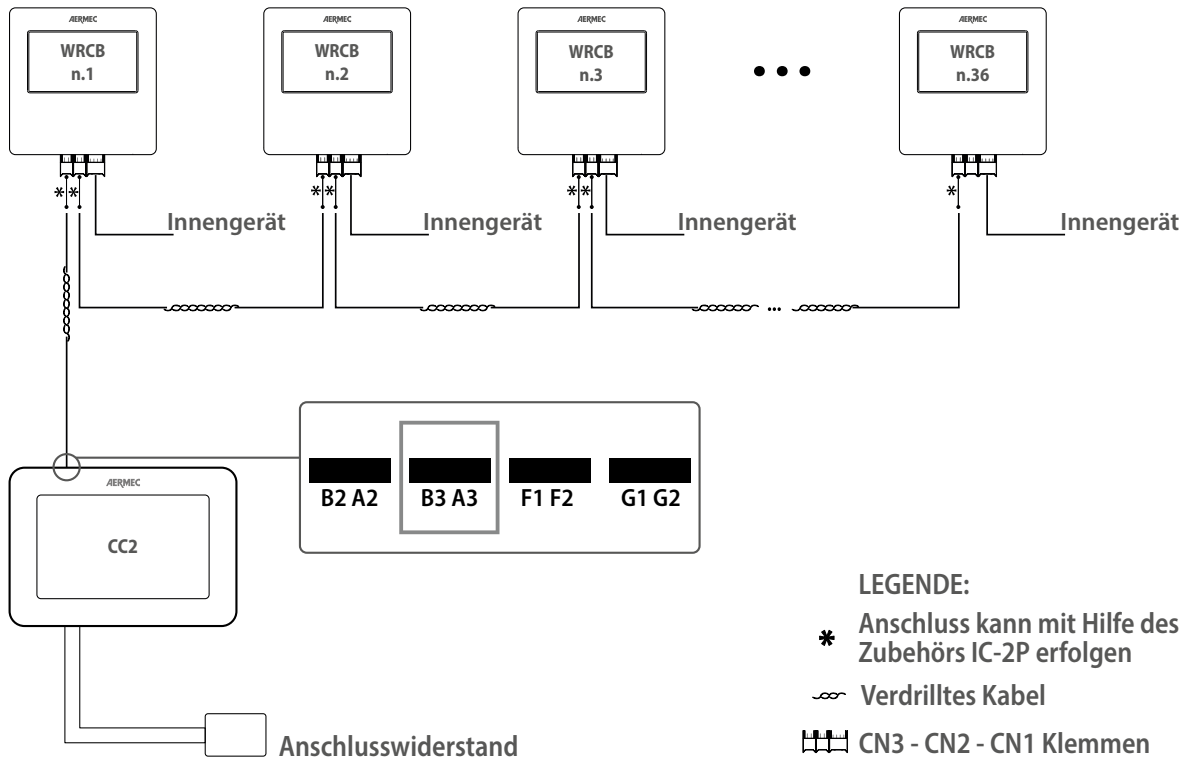 AERMEC
WRCB
n.1
AERMEC
WRCB
n.2
AERMEC
WRCB
n.3
AERMEC
WRCB
n.36
* *
* *
* *
*
Innengerät
Innengerät
Innengerät
Innengerät
...
B2 A2
B3 A3
F1 F2
G1 G2
AERMEC
CC2
LEGENDE:
* Anschluss kann mit Hilfe des
Zubehörs IC-2P erfolgen
Verdrilltes Kabel
CN3 - CN2 - CN1 Klemmen
Anschlusswiderstand